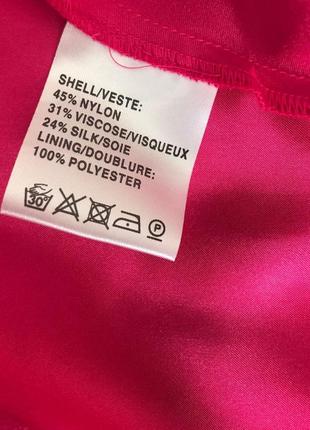 SHELL/VESTE:
45% NYLON
31% VISCOSE/VISQUEUX
24% SILK/SOIE
LINING/DOUBLURE:
100% POLYESTER
30° P